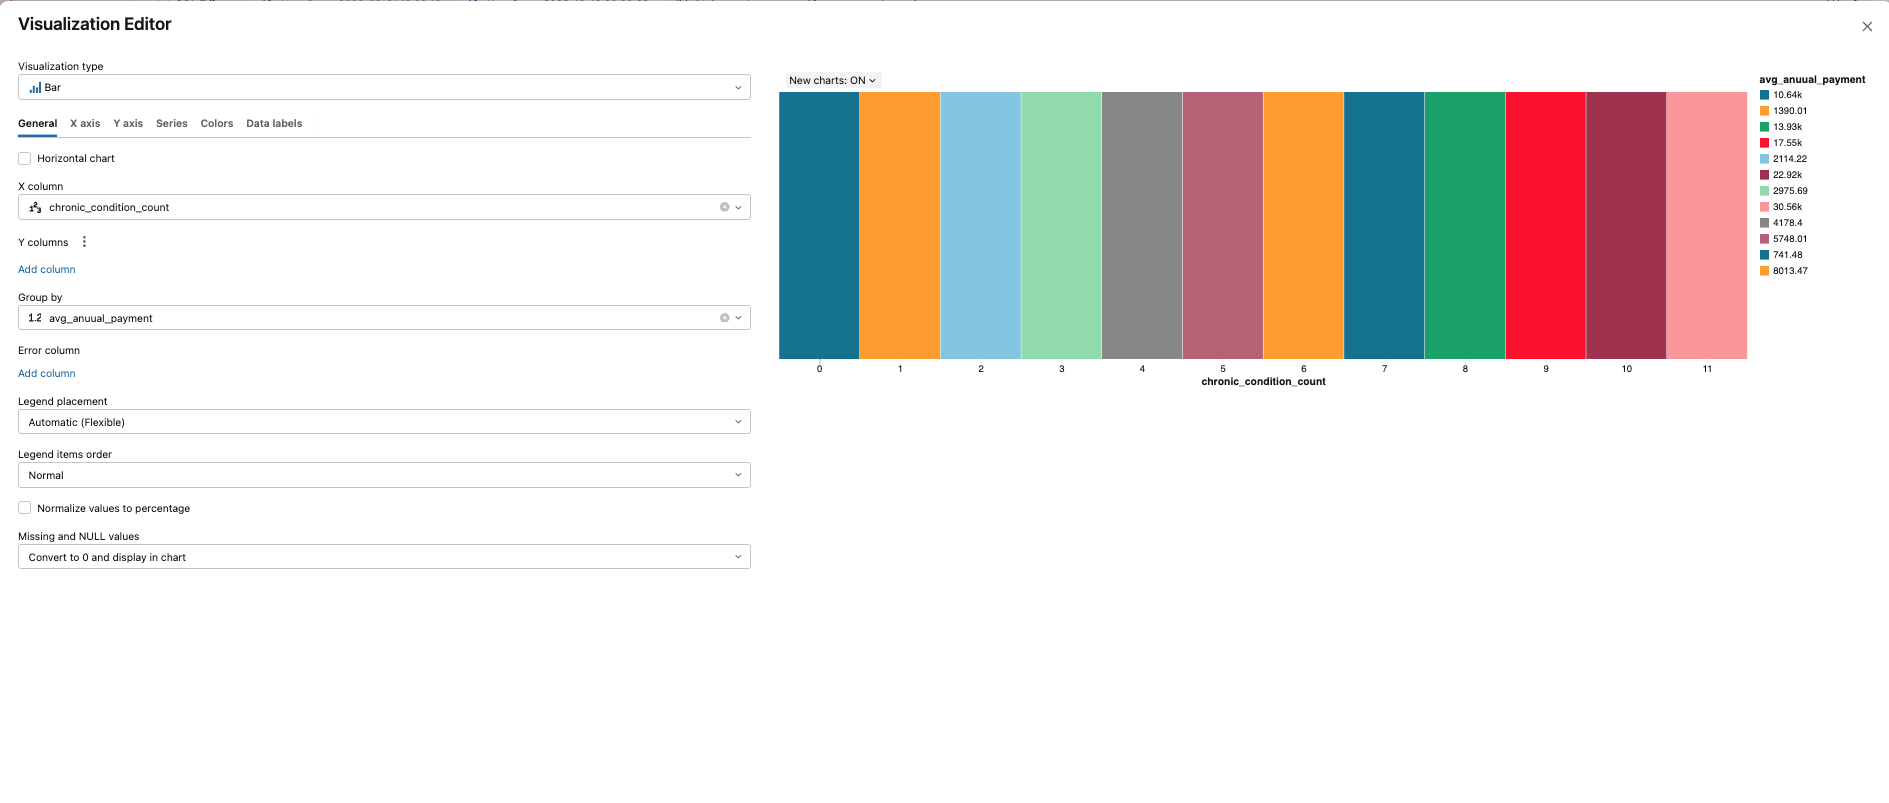 Visualization Editor
Visualization type
Bar
General X axis Y axis Series Colors Data labels
Horizontal chart
X column
chronic_condition_count
Y columns
Add column
Group by
1.2 avg_anuual_payment
Error column
Add column
Legend placement
Automatic (Flexible)
Legend items order
Normal
Normalize values to percentage
Missing and NULL values
Convert to 0 and display in chart
New charts: ON
0 1 2 3 4 5 6 7 8 9 10 11
chronic_condition_count
avg_anuual_payment
10.64k
1390.01
13.93k
17.55k
2114.22
22.92k
2975.69
30.56k
4178.4
5748.01
741.48
8013.47